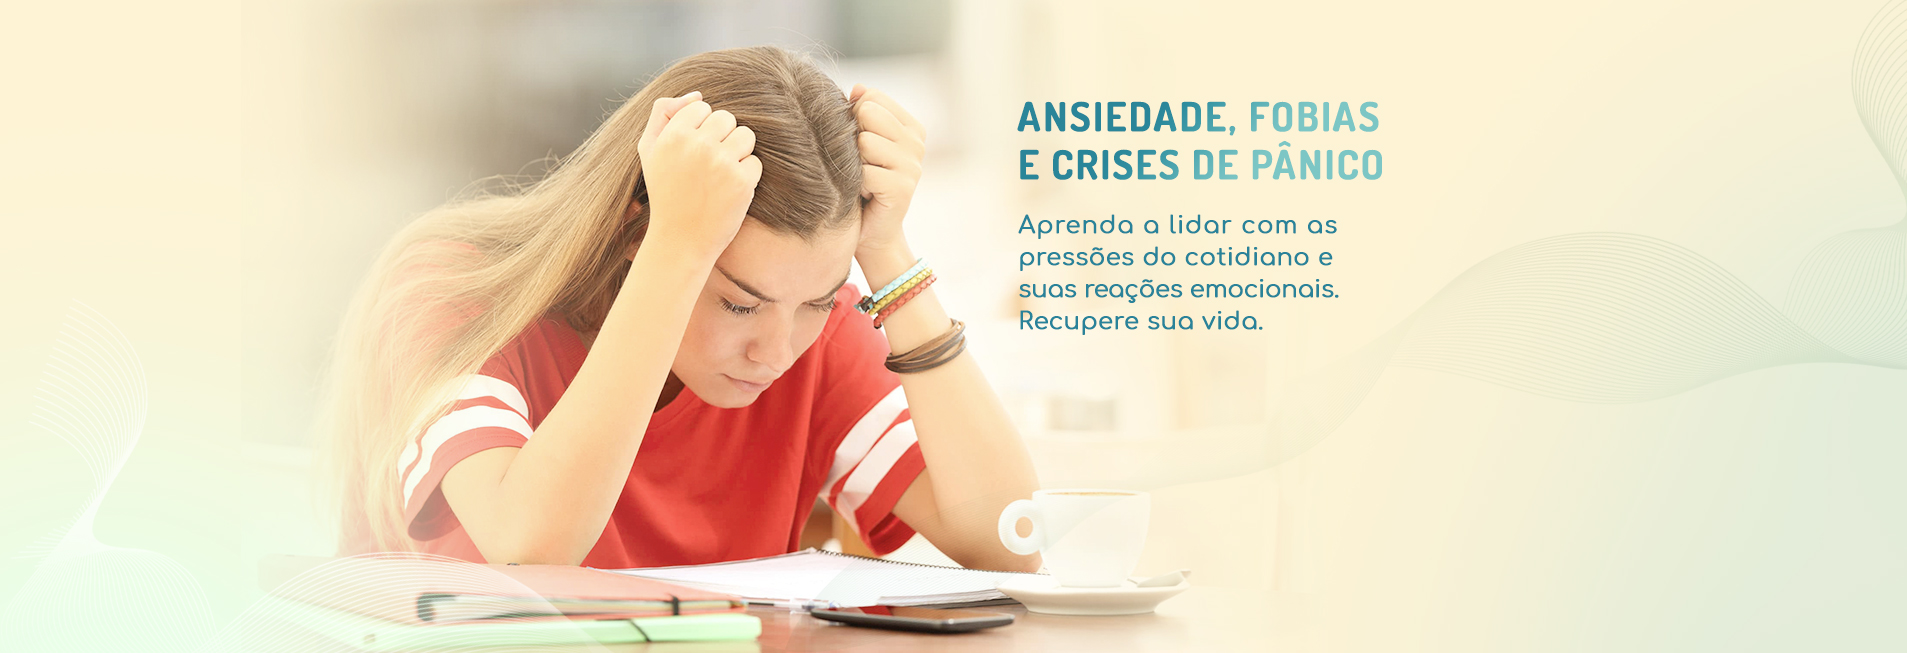 ANSIEDADE, FOBIAS
E CRISES DE PÂNICO
Aprenda a lidar com as
pressões do cotidiano e
suas reações emocionais.
Recupere sua vida.